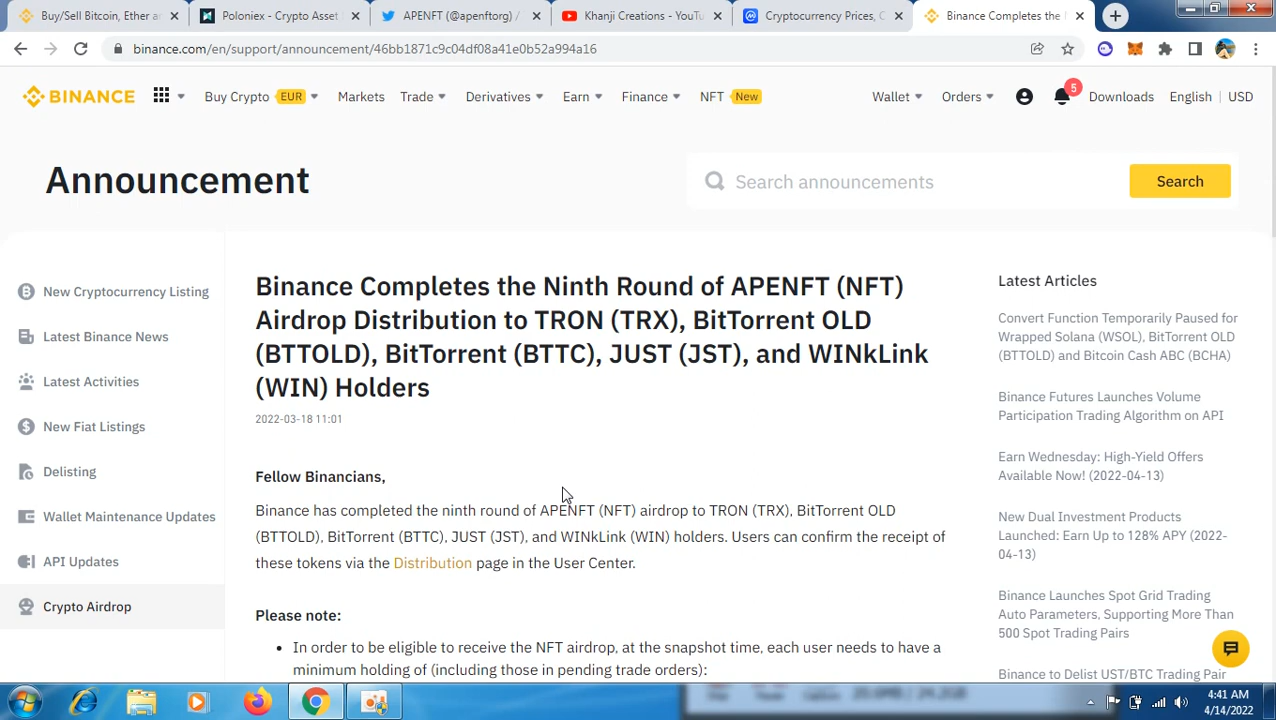 Buy/Sell Bitcoin, Ether an
Poloniex - Crypto Asset E
APENFT (@apenftorg) /
Khanji Creations - YouTu
Cryptocurrency Prices, C
Binance Completes the
binance.com/en/support/announcement/46bb1871c9c04df08a41e0b52a994a16
BINANCE
Buy Crypto EUR
Markets
Trade
Derivatives
Earn
Finance
NFT New
Wallet
Orders
5
Downloads
English | USD
Announcement
Search announcements
Search
New Cryptocurrency Listing
Latest Binance News
Latest Activities
New Fiat Listings
Delisting
Wallet Maintenance Updates
API Updates
Crypto Airdrop
Binance Completes the Ninth Round of APENFT (NFT)
Airdrop Distribution to TRON (TRX), BitTorrent OLD
(BTTOLD), BitTorrent (BTTC), JUST (JST), and WINkLink
(WIN) Holders
2022-03-18 11:01
Fellow Binancians,
Binance has completed the ninth round of APENFT (NFT) airdrop to TRON (TRX), BitTorrent OLD
(BTTOLD), BitTorrent (BTTC), JUST (JST), and WINkLink (WIN) holders. Users can confirm the receipt of
these tokens via the Distribution page in the User Center.
Please note:
• In order to be eligible to receive the NFT airdrop, at the snapshot time, each user needs to have a
minimum holding of (including those in pending trade orders):
Latest Articles
Convert Function Temporarily Paused for
Wrapped Solana (WSOL), BitTorrent OLD
(BTTOLD) and Bitcoin Cash ABC (BCHA)
Binance Futures Launches Volume
Participation Trading Algorithm on API
Earn Wednesday: High-Yield Offers
Available Now! (2022-04-13)
New Dual Investment Products
Launched: Earn Up to 128% APY (2022-
04-13)
Binance Launches Spot Grid Trading
Auto Parameters, Supporting More Than
500 Spot Trading Pairs
Binance to Delist UST/BTC Trading Pair
4:41 AM
4/14/2022